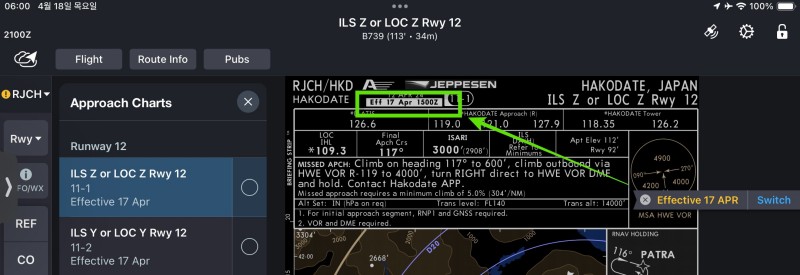 06:00 4월 18일 목요일
100%
2100Z
ILS Z or LOC Z Rwy 12
B739 (113' • 34m)
Flight
Route Info
Pubs
RJCH
Rwy
FO/WX
REF
CO
Approach Charts
Runway 12
ILS Z or LOC Z Rwy 12
11-1
Effective 17 Apr
ILS Y or LOC Y Rwy 12
11-2
Effective 17 Apr
RJCH/HKD
JEPPESEN
HAKODATE, JAPAN
HAKODATE
12 APR 24
11-1
ILS Z or LOC Z Rwy 12
Eff 17 Apr 1500Z
*HAKODATE Approach (R)
*HAKODATE Tower
126.6
119.0
127.9
118.35
126.2
BRIEFING STRIP
LOC
IHL
*109.3
Final
Apch Crs
117°
ISARI
3000'(2908')
ILS
Refer to
Minimums
Apt Elev 112'
Rwy 92'
MISSED APCH: Climb on heading 117° to 600', climb outbound via
HWE VOR R-119 to 4000', turn RIGHT direct to HWE VOR DME
and hold. Contact Hakodate APP.
Missed approach requires a minimum climb of 5.0% (304'/NM)
Alt Set: IN (hPa on req)
Trans level: FL140
Trans alt: 14000'
1. For initial approach segment, RNP1 and GNSS required.
2. VOR and DME required.
4900
4200
MSA HWE VOR
Effective 17 APR
Switch
3304'
42-00
2668'
D20
RNAV HOLDING
116°
PATRA